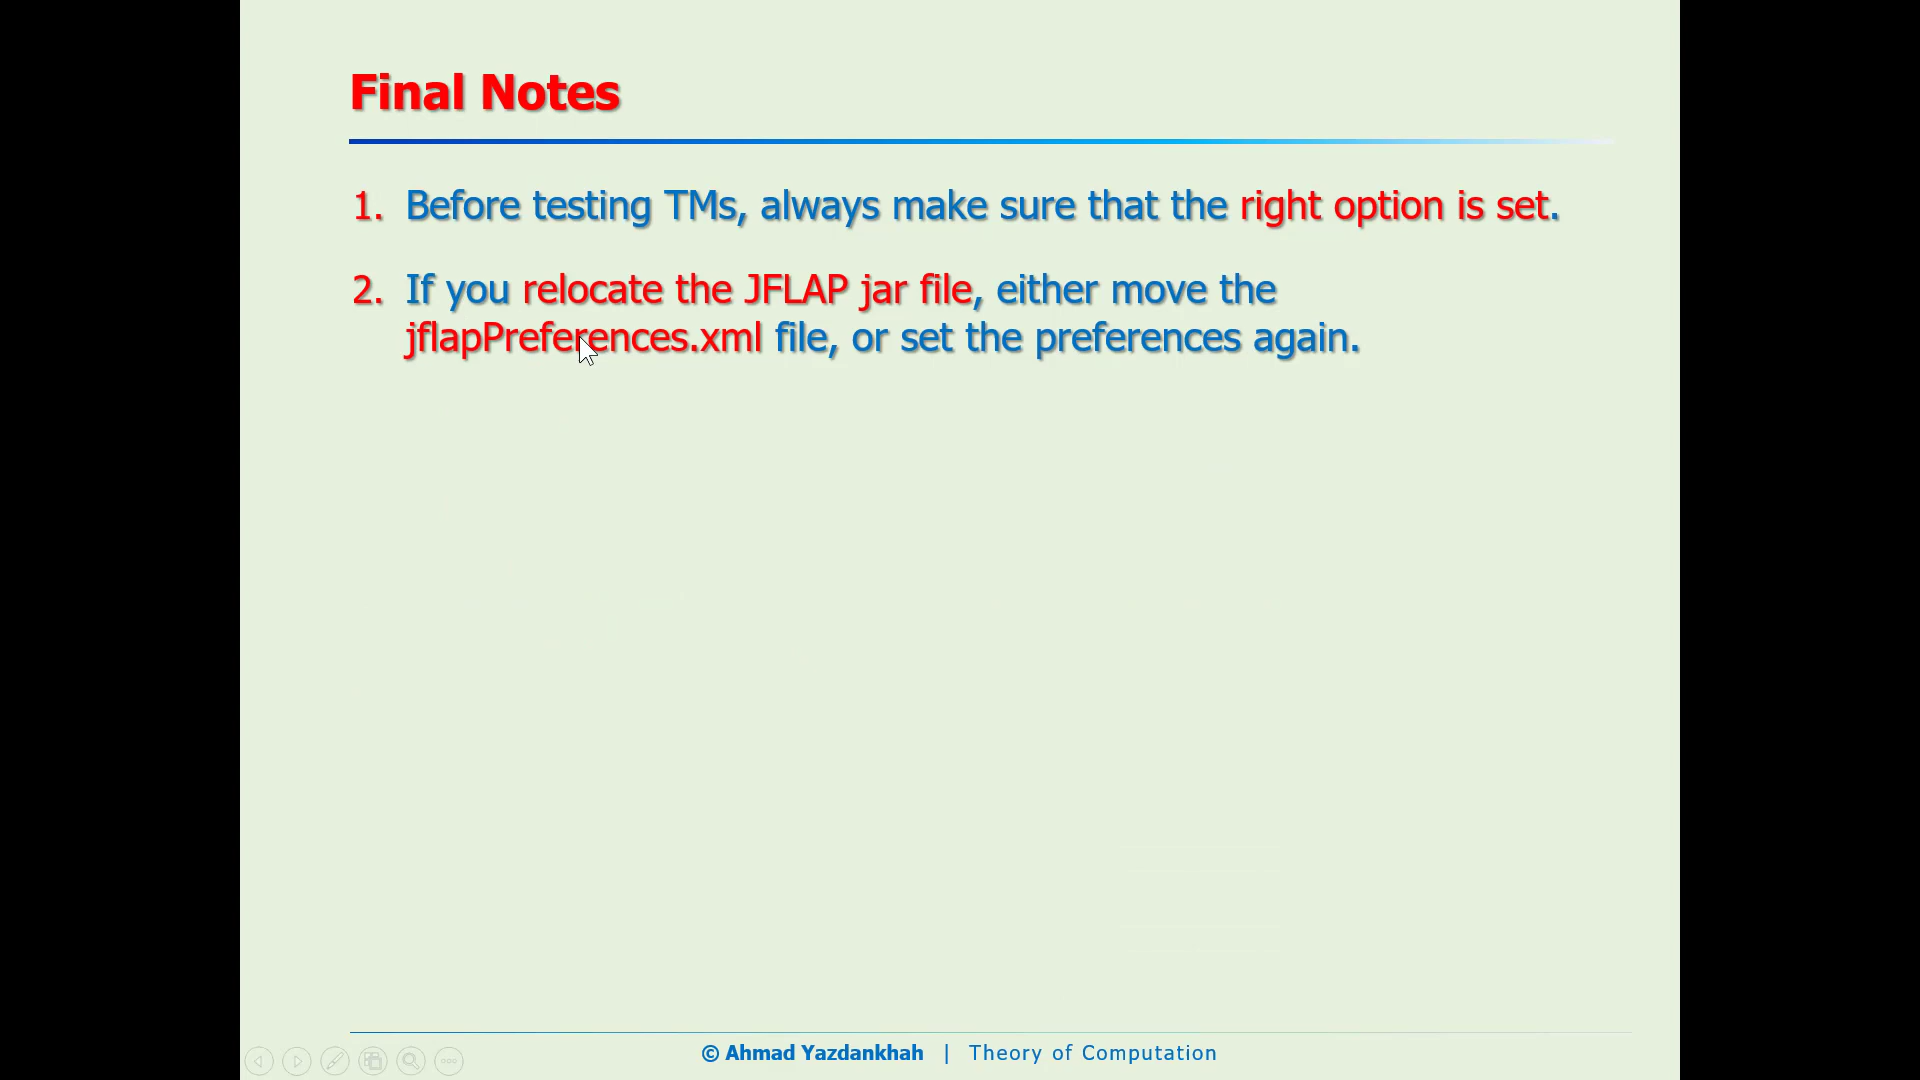 Final Notes
1. Before testing TMs, always make sure that the right option is set.
2. If you relocate the JFLAP jar file, either move the
jflapPreferences.xml file, or set the preferences again.
© Ahmad Yazdankhah | Theory of Computation